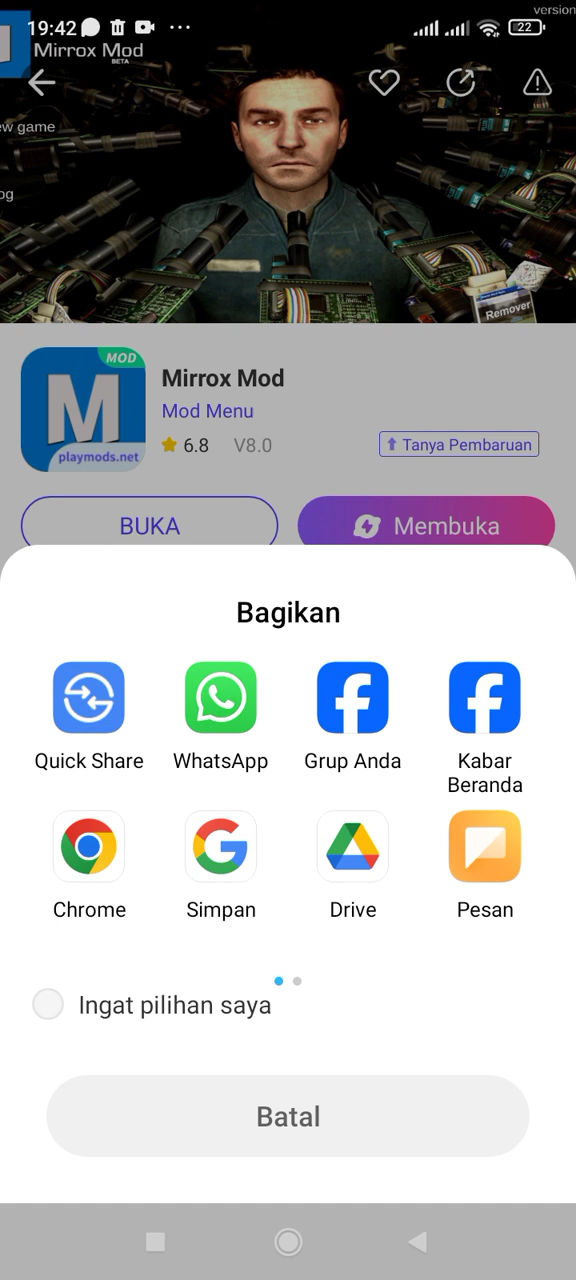 version
19:42
22
Mirrox Mod
BETA
ew game
og
Remover
MOD
M
playmods.net
Mirrox Mod
Mod Menu
6.8 V8.0
Tanya Pembaruan
BUKA
Membuka
Bagikan
Quick Share
WhatsApp
Grup Anda
Kabar
Beranda
Chrome
Simpan
Drive
Pesan
Ingat pilihan saya
Batal